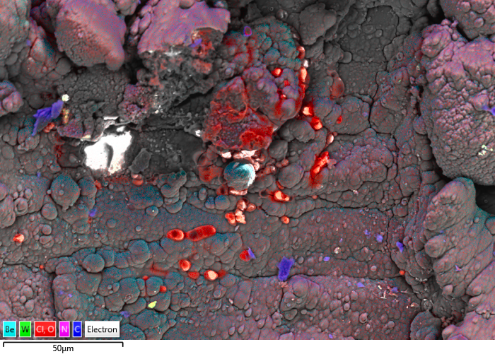 Be W Cl, O N C Electron
50µm